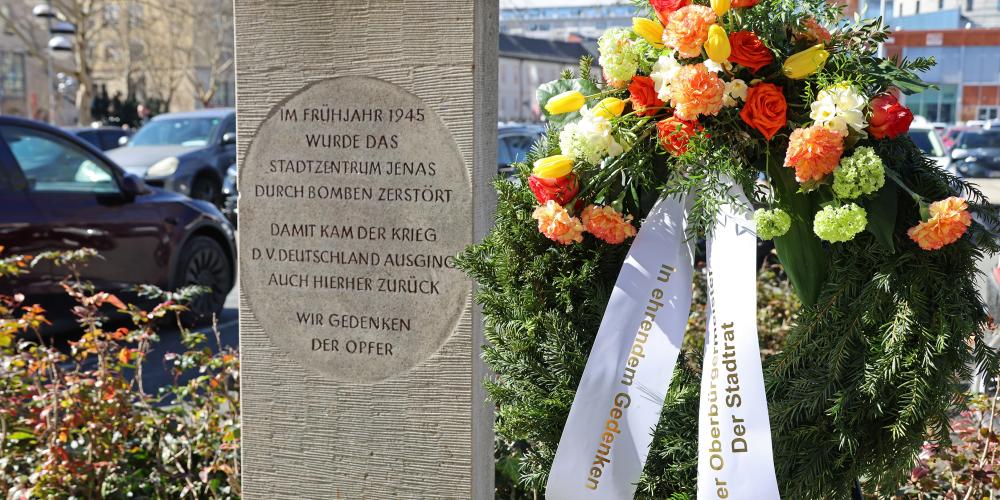 IM FRÜHJAHR 1945
WURDE DAS
STADTZENTRUM JENAS
DURCH BOMBEN ZERSTÖRT
DAMIT KAM DER KRIEG
D.V. DEUTSCHLAND AUSGING
AUCH HIERHER ZURÜCK
WIR GEDENKEN
DER OPFER
In ehrendem Gedenken
Der Stadtrat